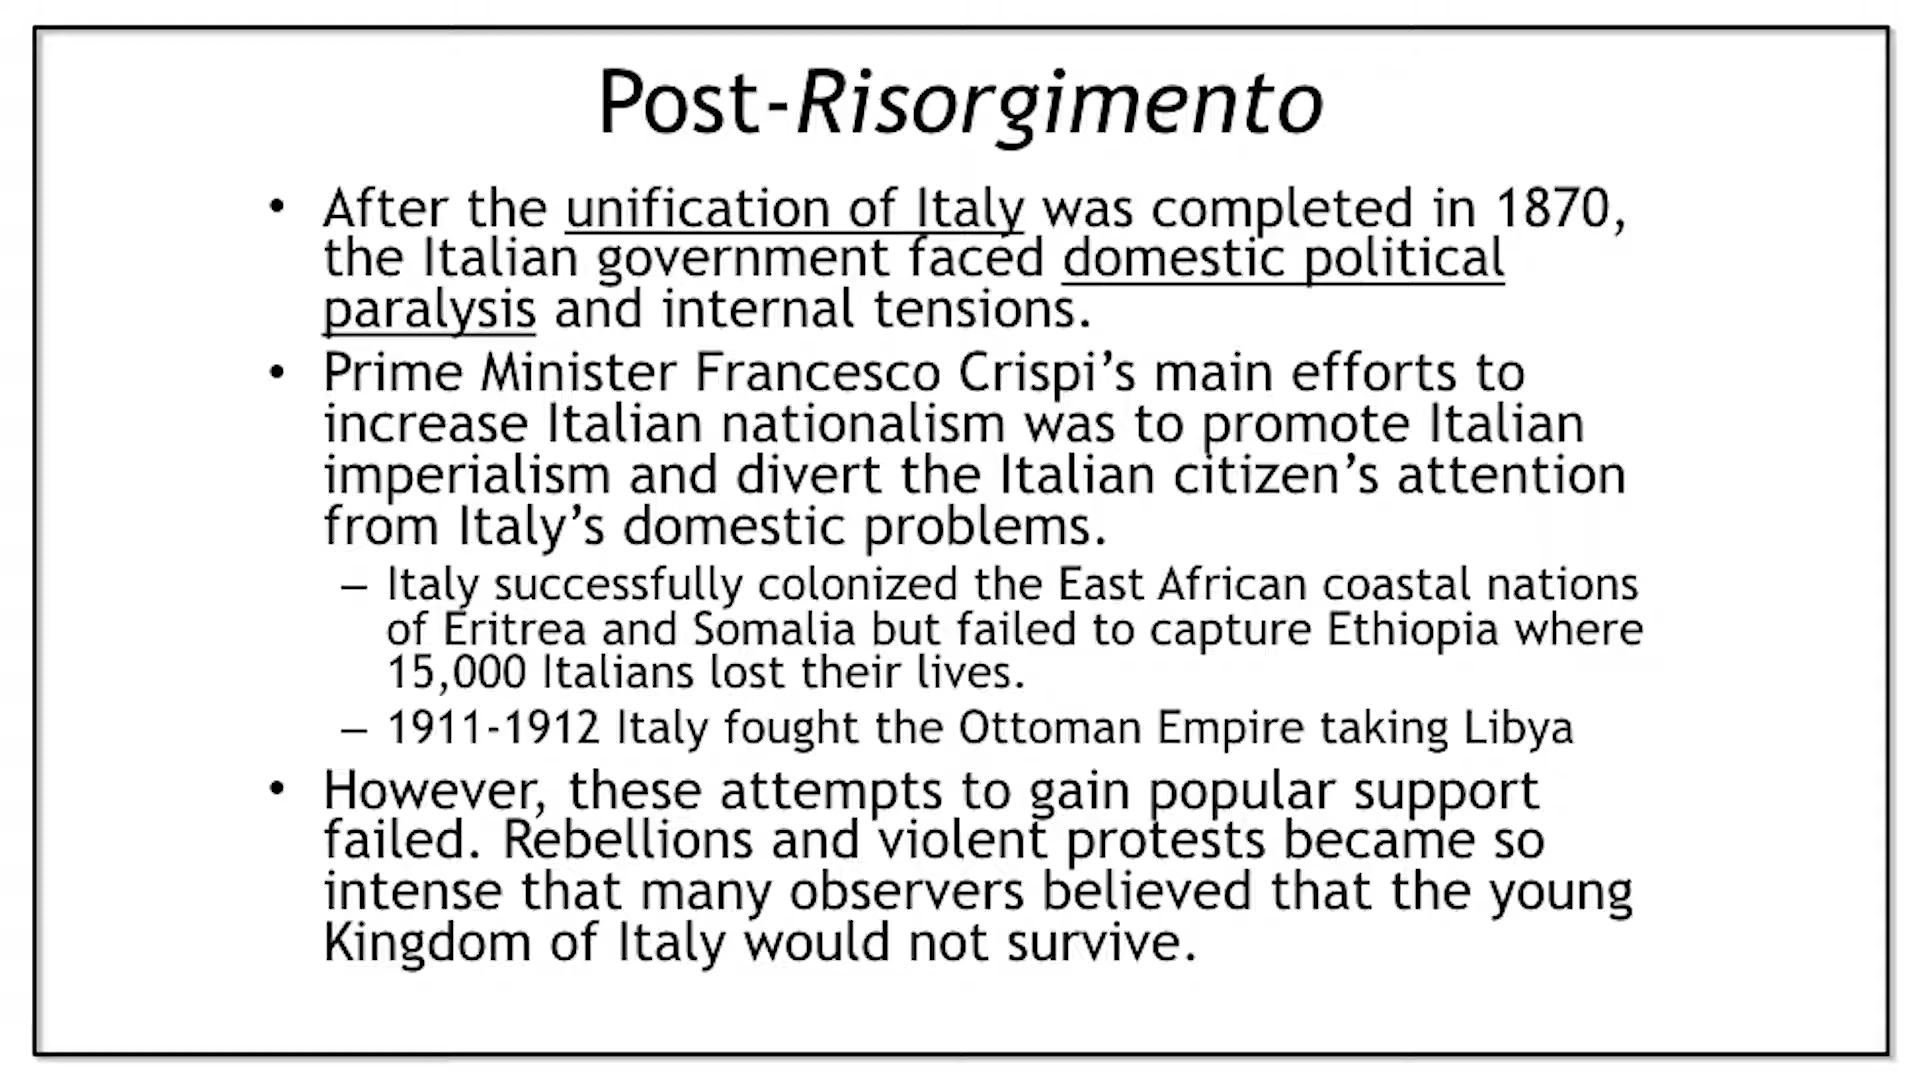 Post-Risorgimento
• After the unification of Italy was completed in 1870,
the Italian government faced domestic political
paralysis and internal tensions.
• Prime Minister Francesco Crispi’s main efforts to
increase Italian nationalism was to promote Italian
imperialism and divert the Italian citizen’s attention
from Italy’s domestic problems.
– Italy successfully colonized the East African coastal nations
of Eritrea and Somalia but failed to capture Ethiopia where
15,000 Italians lost their lives.
– 1911-1912 Italy fought the Ottoman Empire taking Libya
• However, these attempts to gain popular support
failed. Rebellions and violent protests became so
intense that many observers believed that the young
Kingdom of Italy would not survive.